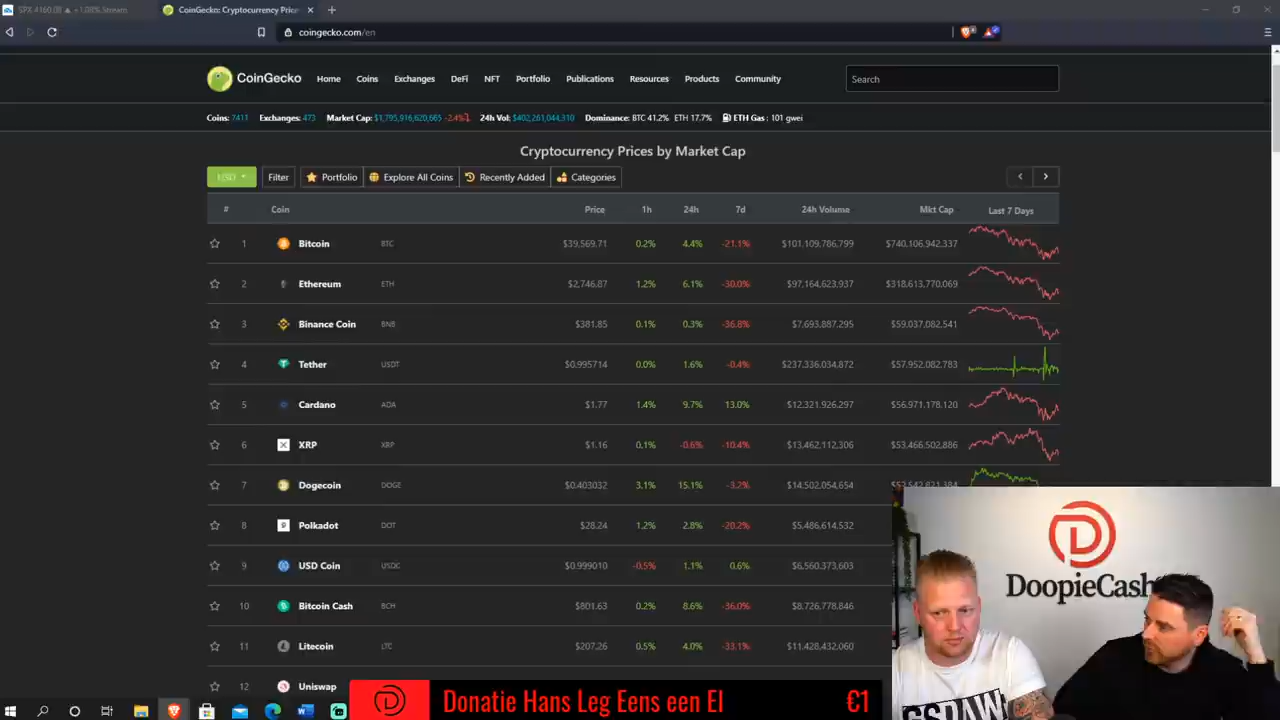 SPX 4160.01 ▲ +1.08% Stream
CoinGecko: Cryptocurrency Price
coingecko.com/en
CoinGecko Home Coins Exchanges DeFi NFT Portfolio Publications Resources Products Community Search
Coins: 7411 Exchanges: 473 Market Cap: $1,795,916,620,665 -2.4% 24h Vol: $402,261,044,310 Dominance: BTC 41.2% ETH 17.7% ETH Gas : 101 gwei
Cryptocurrency Prices by Market Cap
USD Filter Portfolio Explore All Coins Recently Added Categories
# Coin Price 1h 24h 7d 24h Volume Mkt Cap Last 7 Days
1 Bitcoin BTC $39,569.71 0.2% 4.4% -21.1% $101,109,786,799 $740,106,942,337
2 Ethereum ETH $2,746.87 1.2% 6.1% -30.0% $97,164,623,937 $318,613,770,069
3 Binance Coin BNB $381.85 0.1% 0.3% -36.8% $7,693,887,295 $59,037,082,541
4 Tether USDT $0.995714 0.0% 1.6% -0.4% $237,336,034,872 $57,952,082,783
5 Cardano ADA $1.77 1.4% 9.7% 13.0% $12,321,926,297 $56,971,178,120
6 XRP XRP $1.16 0.1% -0.6% -10.4% $13,462,112,306 $53,466,502,886
7 Dogecoin DOGE $0.403032 3.1% 15.1% -3.2% $14,502,054,654
8 Polkadot DOT $28.24 1.2% 2.8% -28.2% $5,486,614,532
9 USD Coin USDC $0.999010 -0.5% 1.1% 0.6% $6,560,373,603
10 Bitcoin Cash BCH $801.63 0.2% 8.6% -36.0% $8,726,778,846
11 Litecoin LTC $207.26 0.5% 4.0% -33.1% $11,428,432,060
12 Uniswap
DoopieCash
Donatie Hans Leg Eens een EI €1